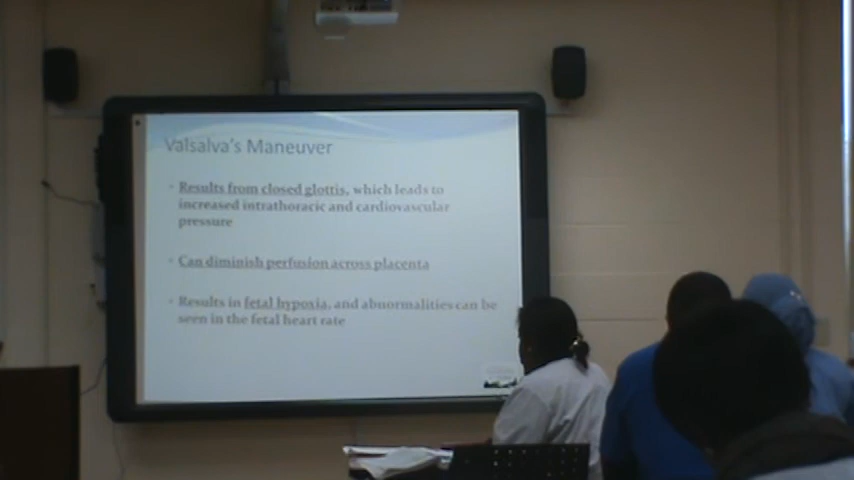 Valsalva's Maneuver
Results from closed glottis, which leads to
increased intrathoracic and cardiovascular
pressure
Can diminish perfusion across placenta
Results in fetal hypoxia, and abnormalities can be
seen in the fetal heart rate